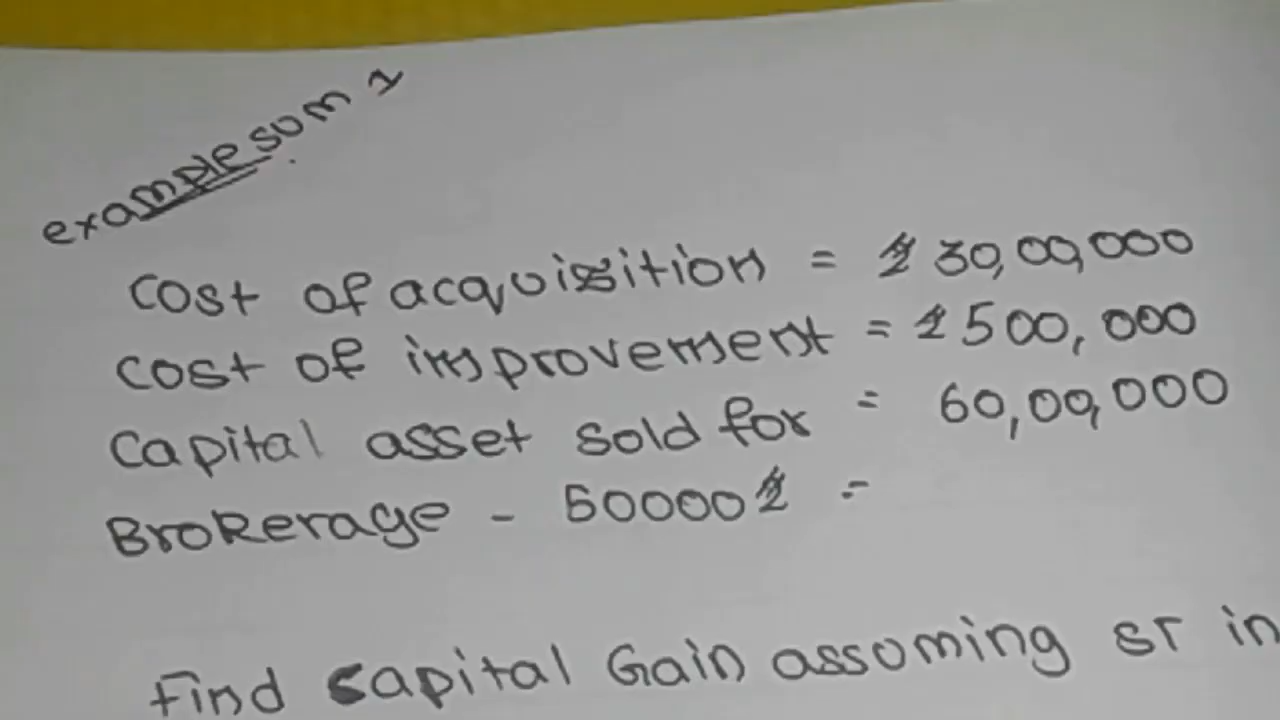 example som 1
Cost of acquisition = ₹ 30,00,000
Cost of improvement = ₹ 500,000
Capital asset sold for = 60,00,000
Brokerage - 50000 ₹ =
Find Capital Gain assuming ST in